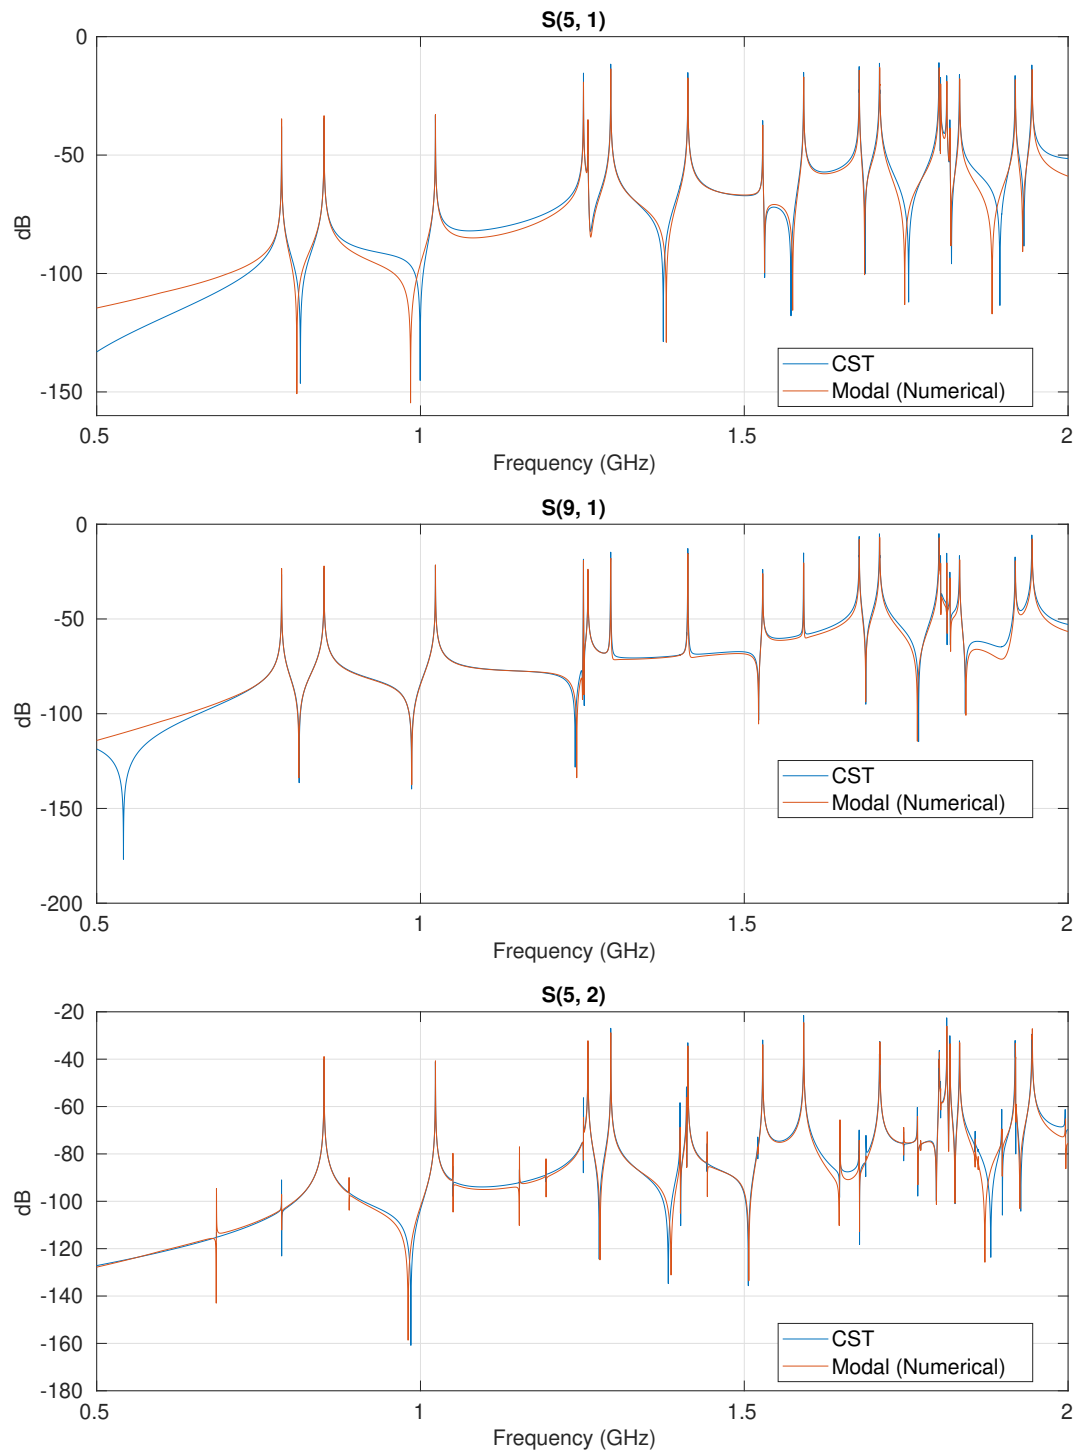 S(5, 1)
0
-50
-100
-150
dB
0.5
1
1.5
2
Frequency (GHz)
CST
Modal (Numerical)
S(9, 1)
0
-50
-100
-150
-200
dB
0.5
1
1.5
2
Frequency (GHz)
CST
Modal (Numerical)
S(5, 2)
-20
-40
-60
-80
-100
-120
-140
-160
-180
dB
0.5
1
1.5
2
Frequency (GHz)
CST
Modal (Numerical)